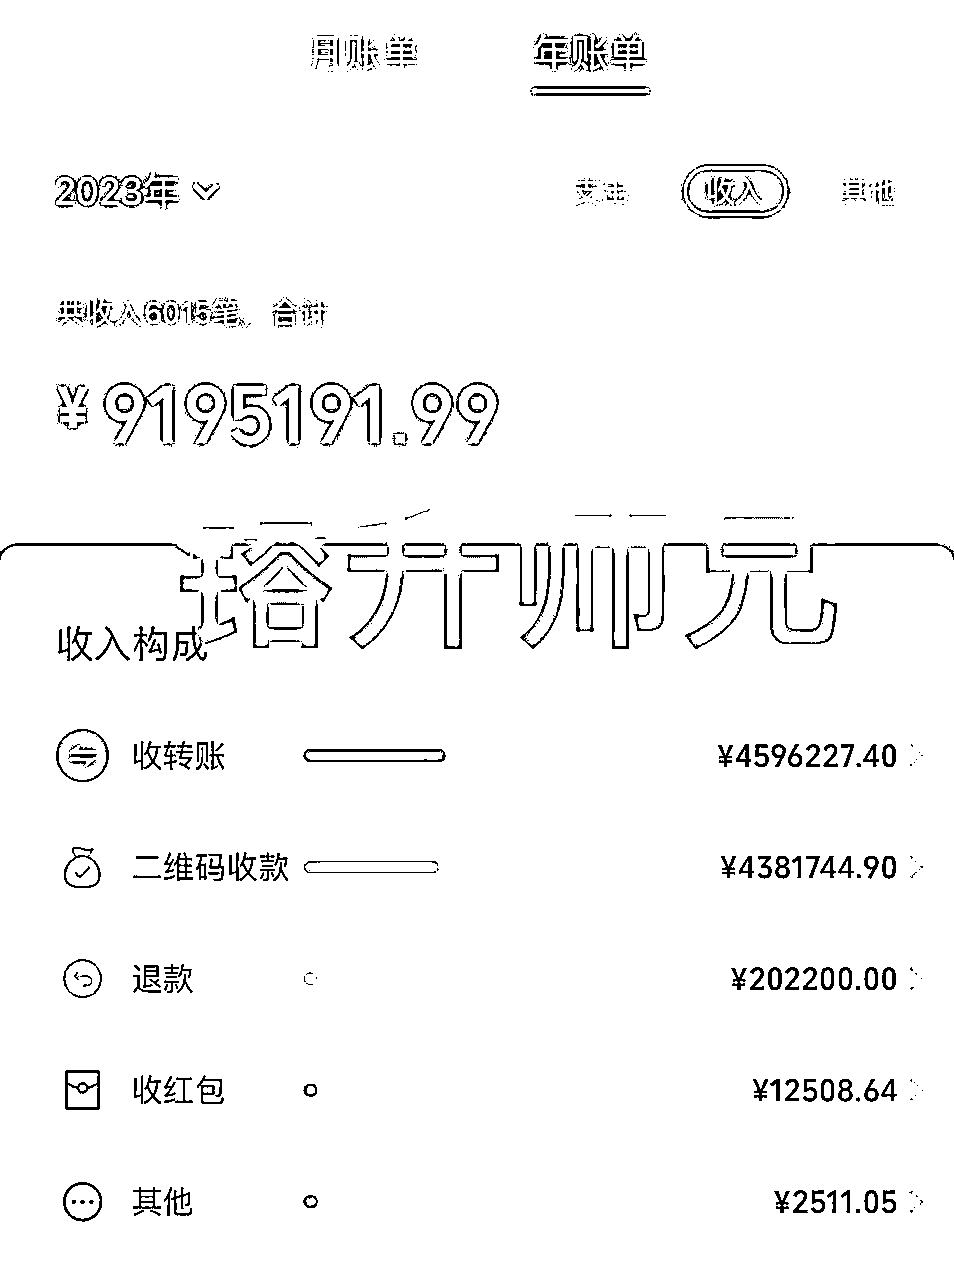 月账单 年账单
2023年 支出 收入 其他
共收入6015笔，合计
¥9195191.99
塔升师兄
收入构成
收转账 ¥4596227.40
二维码收款 ¥4381744.90
退款 ¥202200.00
收红包 ¥12508.64
其他 ¥2511.05